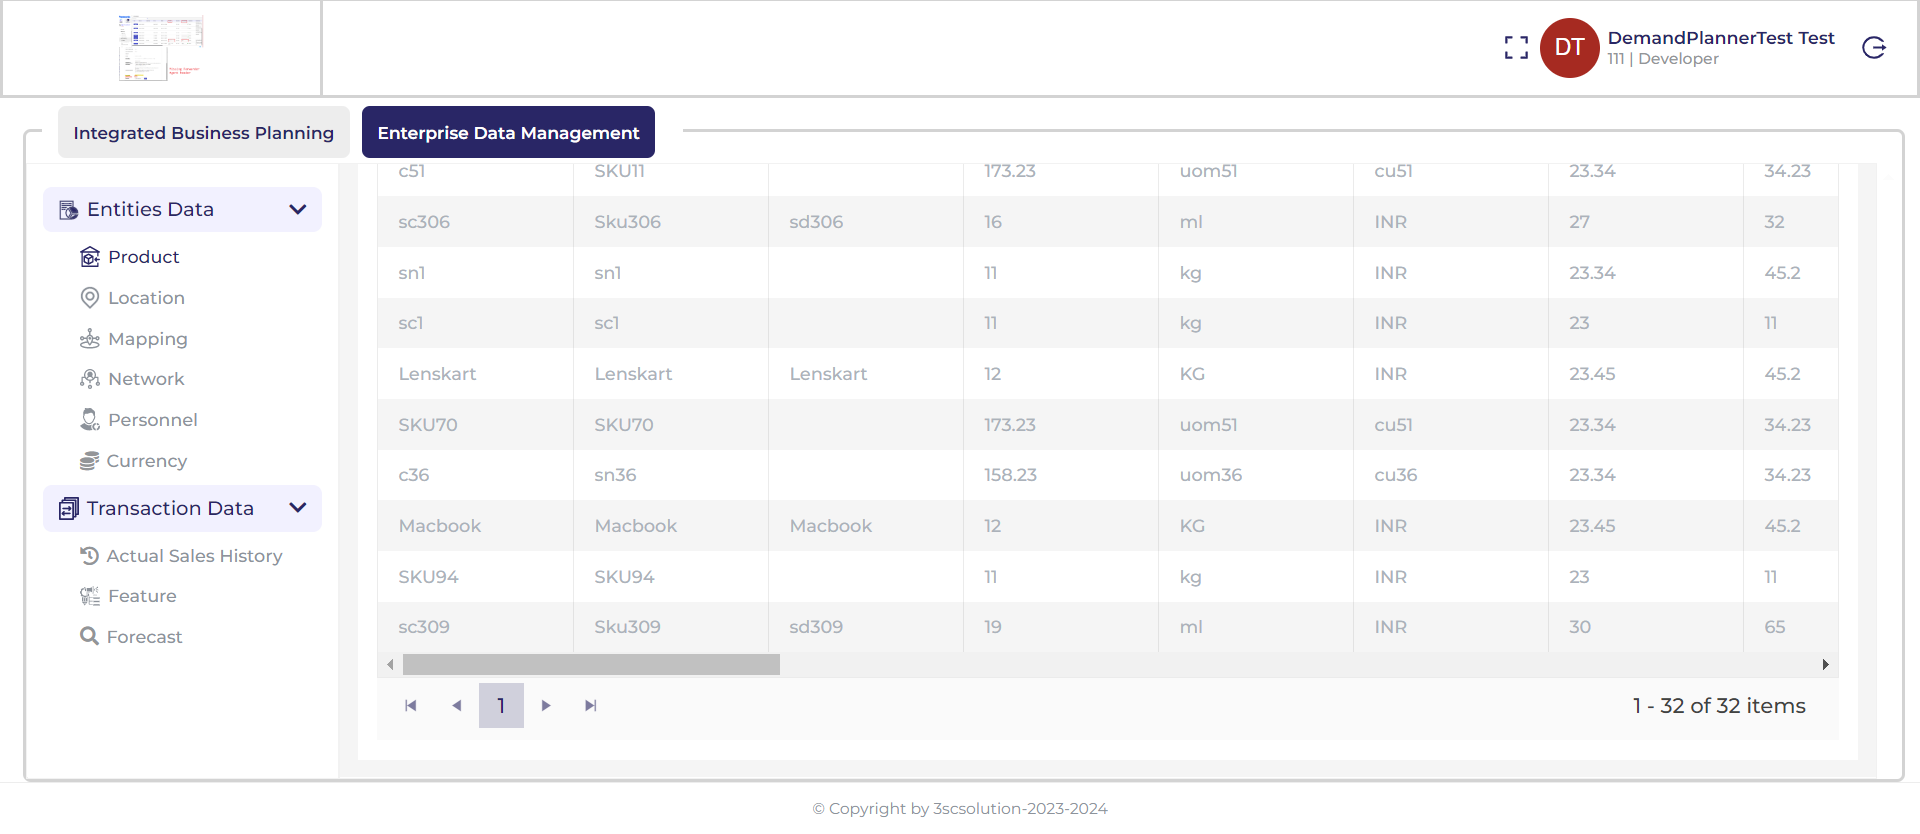 DT
DemandPlannerTest Test
111 | Developer
Integrated Business Planning
Enterprise Data Management
Entities Data
Product
Location
Mapping
Network
Personnel
Currency
Transaction Data
Actual Sales History
Feature
Forecast
c51 SKU11 173.23 uom51 cu51 23.34 34.23
sc306 Sku306 sd306 16 ml INR 27 32
sn1 sn1 11 kg INR 23.34 45.2
sc1 sc1 11 kg INR 23 11
Lenskart Lenskart Lenskart 12 KG INR 23.45 45.2
SKU70 SKU70 173.23 uom51 cu51 23.34 34.23
c36 sn36 158.23 uom36 cu36 23.34 34.23
Macbook Macbook Macbook 12 KG INR 23.45 45.2
SKU94 SKU94 11 kg INR 23 11
sc309 Sku309 sd309 19 ml INR 30 65
1
1 - 32 of 32 items
© Copyright by 3scsolution-2023-2024